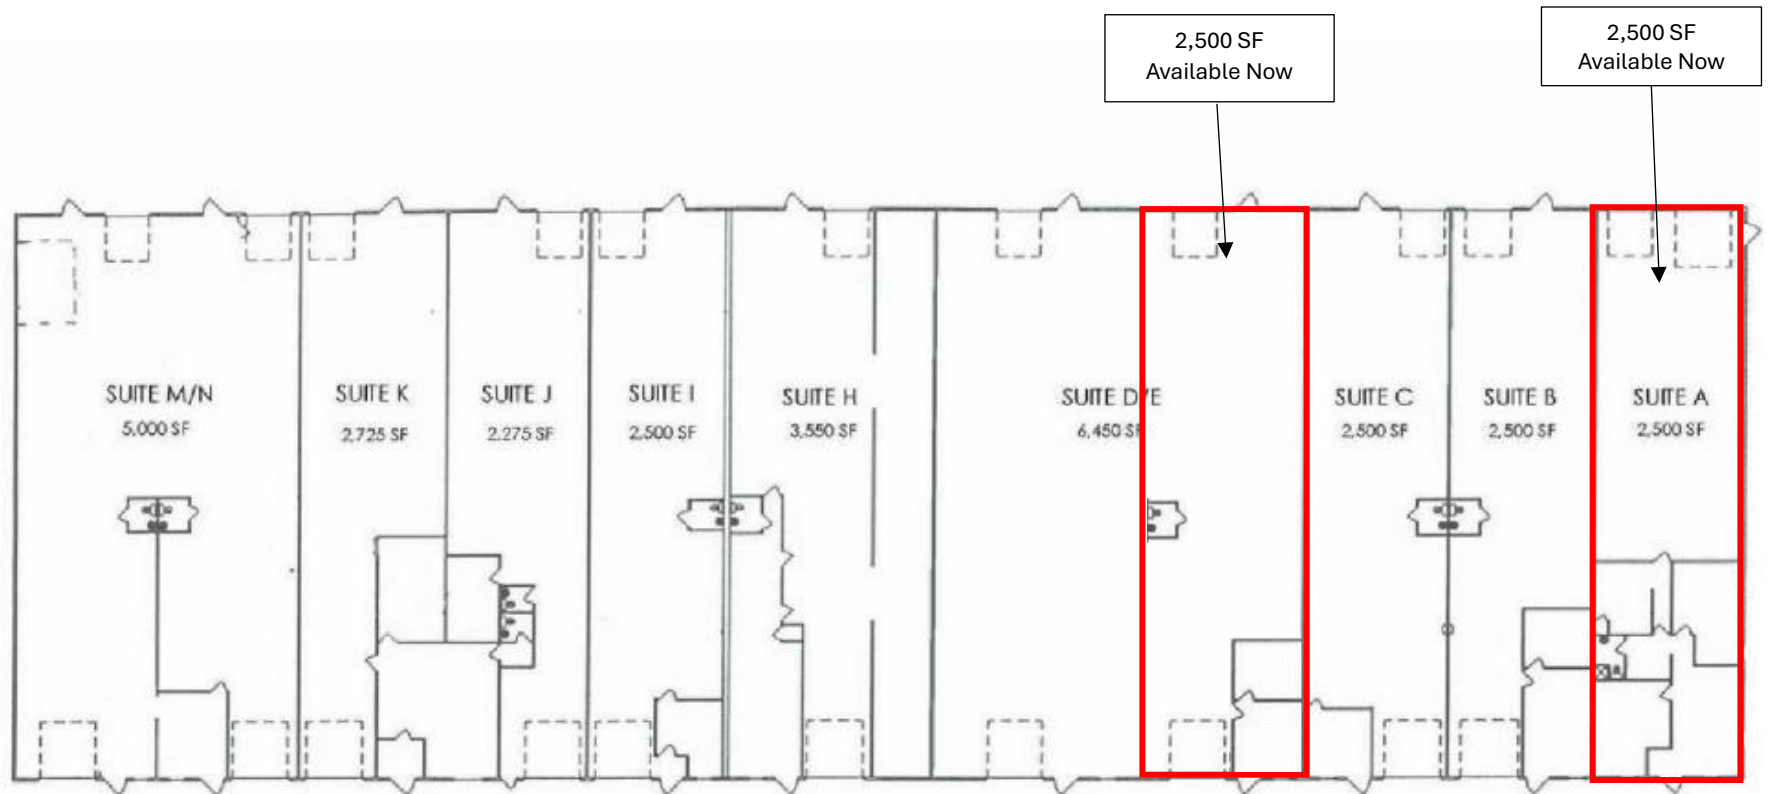 2,500 SF
Available Now
2,500 SF
Available Now
SUITE M/N
5,000 SF
SUITE K
2,725 SF
SUITE J
2,275 SF
SUITE I
2,500 SF
SUITE H
3,550 SF
SUITE D/E
6,450 SF
SUITE C
2,500 SF
SUITE B
2,500 SF
SUITE A
2,500 SF